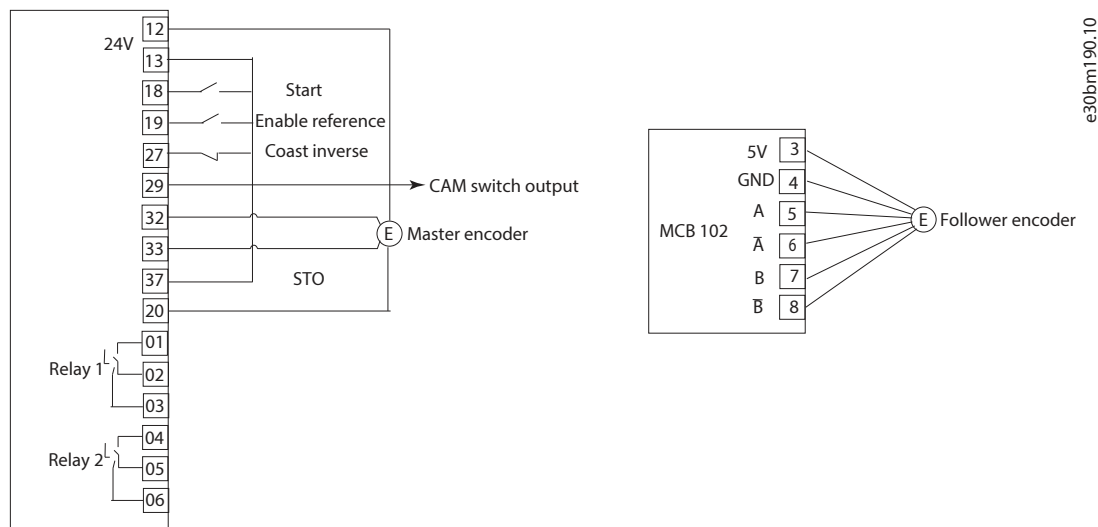 24V
12
13
18 Start
19 Enable reference
27 Coast inverse
29 CAM switch output
32
E Master encoder
33
37 STO
20
01
Relay 1
02
03
04
Relay 2
05
06
MCB 102
5V 3
GND 4
A 5
A̅ 6
B 7
B̅ 8
E Follower encoder
e30bm190.10